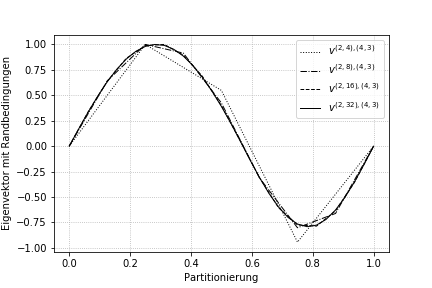 1.00
0.75
0.50
0.25
0.00
−0.25
−0.50
−0.75
−1.00
Eigenvektor mit Randbedingungen
v^(2, 4),(4, 3)
v^(2, 8),(4, 3)
v^(2, 16),(4, 3)
v^(2, 32),(4, 3)
0.0 0.2 0.4 0.6 0.8 1.0
Partitionierung